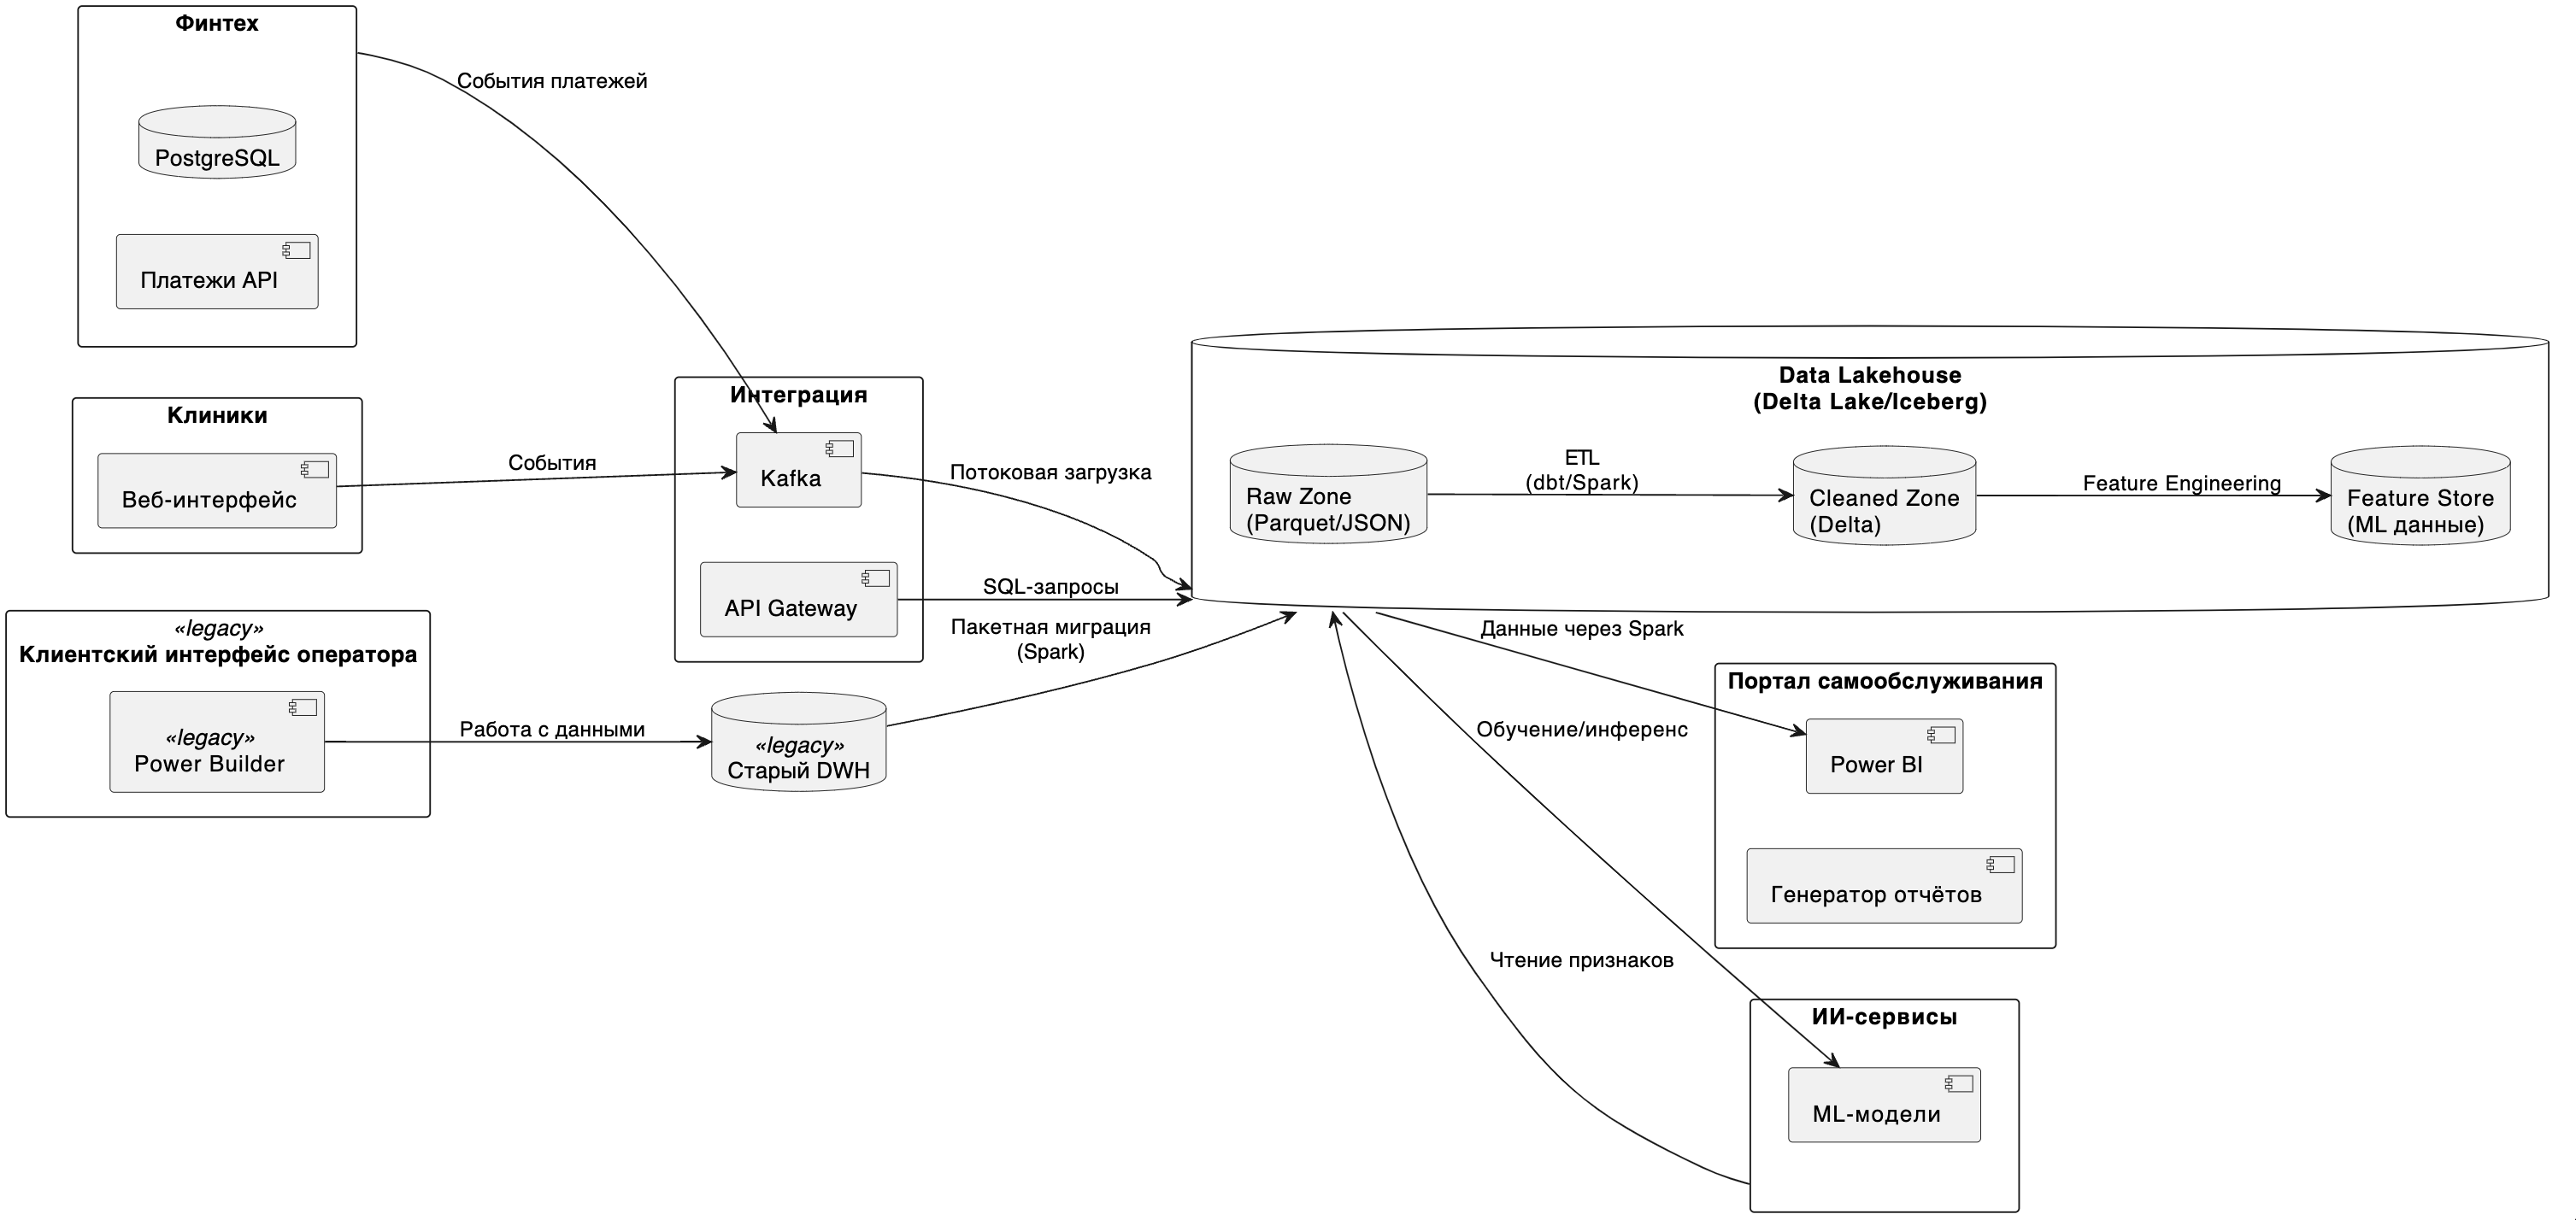 Финтех
События платежей
PostgreSQL
Платежи API
Клиники
Веб-интерфейс
События
Интеграция
Kafka
API Gateway
Потоковая загрузка
SQL-запросы
Пакетная миграция
(Spark)
«legacy»
Клиентский интерфейс оператора
«legacy»
Power Builder
Работа с данными
«legacy»
Старый DWH
Data Lakehouse
(Delta Lake/Iceberg)
Raw Zone
(Parquet/JSON)
ETL
(dbt/Spark)
Cleaned Zone
(Delta)
Feature Engineering
Feature Store
(ML данные)
Данные через Spark
Обучение/инференс
Чтение признаков
Портал самообслуживания
Power BI
Генератор отчётов
ИИ-сервисы
ML-модели